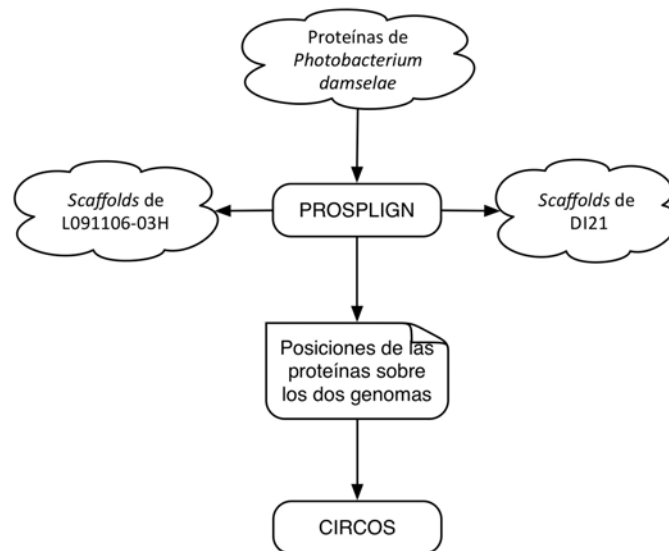 Proteínas de
Photobacterium
damselae
Scaffolds de
L091106-03H
PROSPLIGN
Scaffolds de
DI21
Posiciones de las
proteínas sobre
los dos genomas
CIRCOS